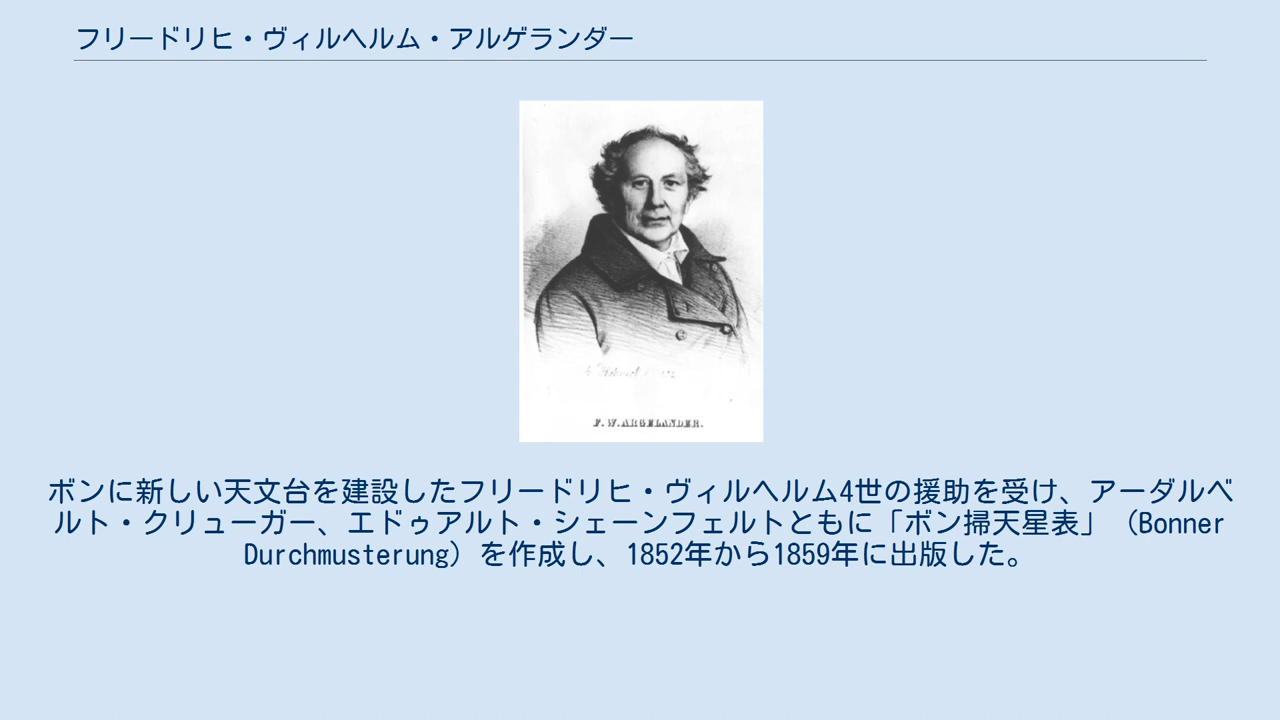 フリードリヒ・ヴィルヘルム・アルゲランダー
F. W. ARGELANDER.
ボンに新しい天文台を建設したフリードリヒ・ヴィルヘルム4世の援助を受け、アーダルベ
ルト・クリューガー、エドゥアルト・シェーンフェルトともに「ボン掃天星表」（Bonner
Durchmusterung）を作成し、1852年から1859年に出版した。